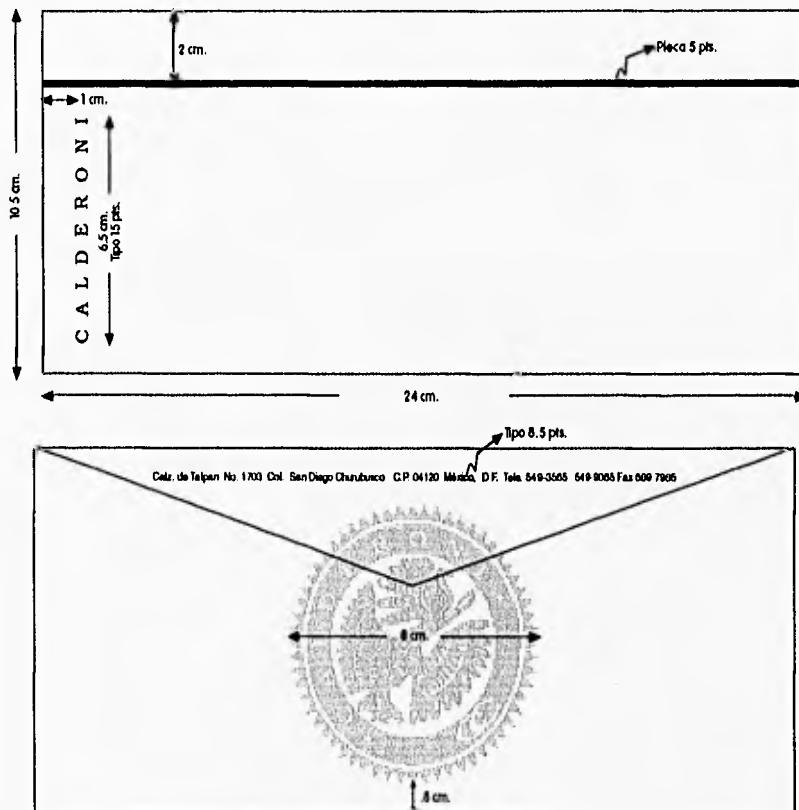 2 cm.
Pleca 5 pts.
1 cm.
CALDERONI
6.5 cm.
Tipo 15 pts.
10.5 cm.
24 cm.
Tipo 8.5 pts.
Calz. de Talpan No. 1703 Col. San Diego Churubusco C.P. 04120 México, D.F. Tels. 549-3565 549-9065 Fax 609 7965
8 cm.
.8 cm.